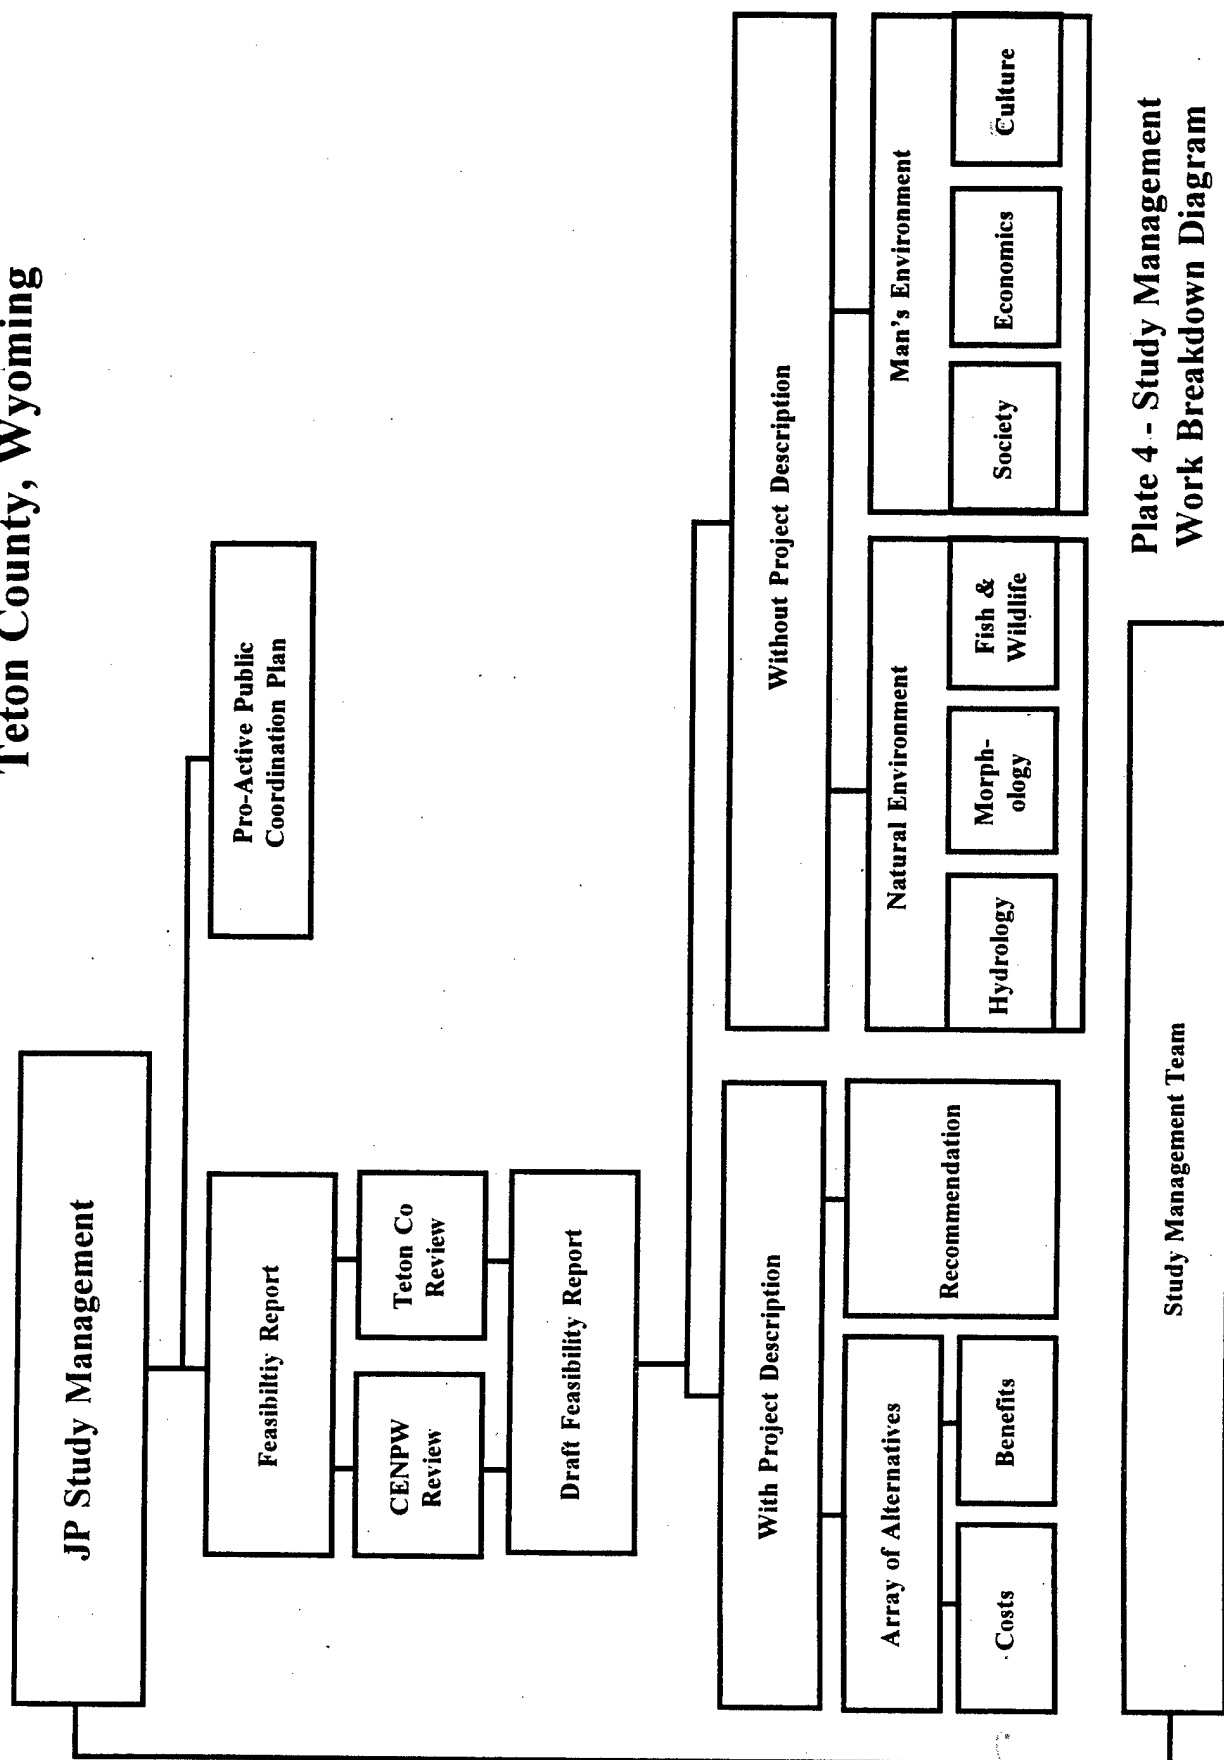 Teton County, Wyoming
JP Study Management
Pro-Active Public
Coordination Plan
Feasibiltiy Report
CENPW
Review
Teton Co
Review
Draft Feasibility Report
With Project Description
Without Project Description
Array of Alternatives
Recommendation
Natural Environment
Man's Environment
Costs
Benefits
Hydrology
Morph-
ology
Fish &
Wildlife
Society
Economics
Culture
Study Management Team
Plate 4 - Study Management
Work Breakdown Diagram